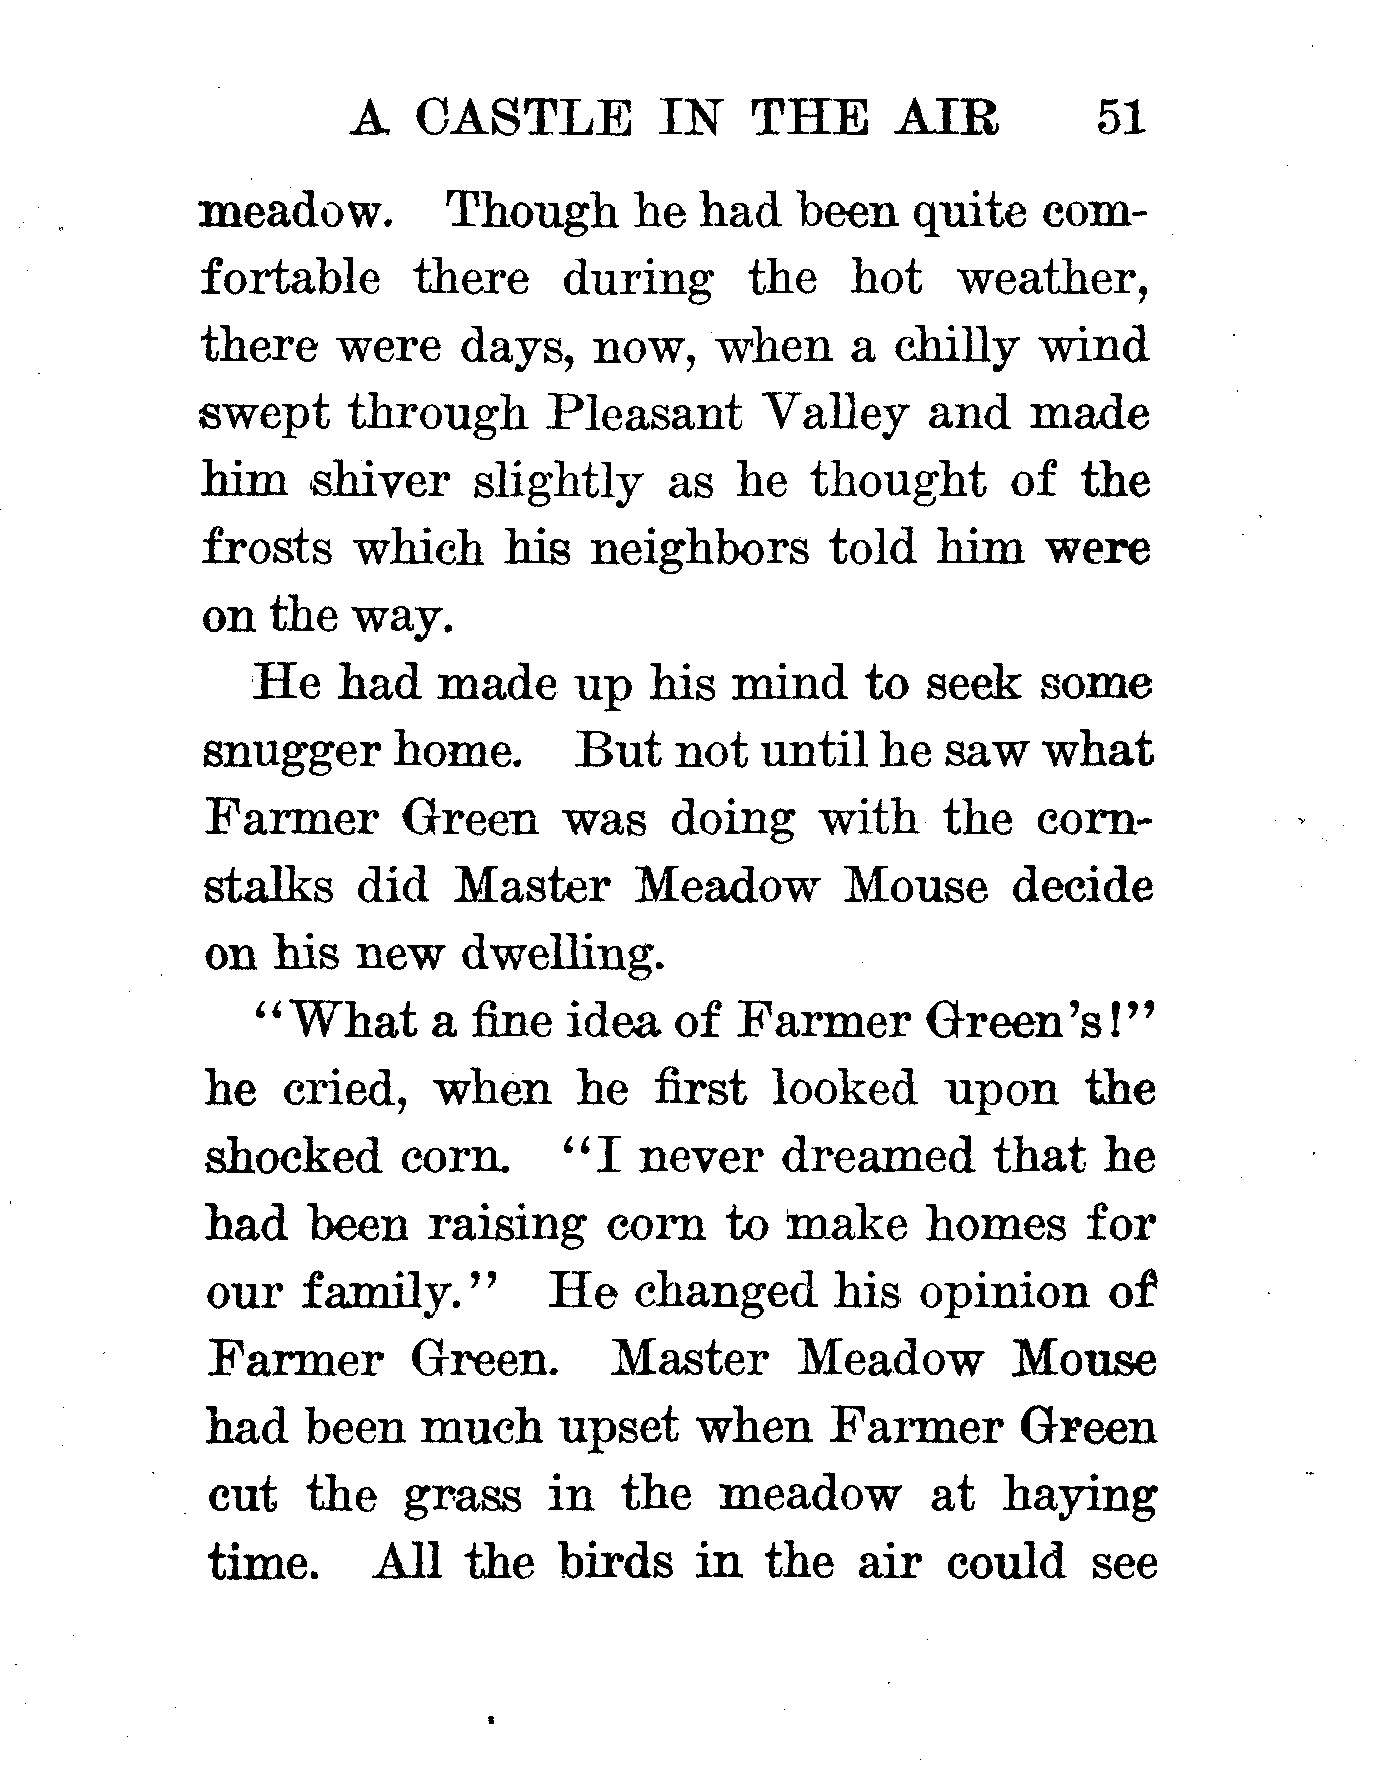 A CASTLE IN THE AIR 51
meadow. Though he had been quite com-
fortable there during the hot weather,
there were days, now, when a chilly wind
swept through Pleasant Valley and made
him shiver slightly as he thought of the
frosts which his neighbors told him were
on the way.
He had made up his mind to seek some
snugger home. But not until he saw what
Farmer Green was doing with the corn-
stalks did Master Meadow Mouse decide
on his new dwelling.
“What a fine idea of Farmer Green’s!”
he cried, when he first looked upon the
shocked corn. “I never dreamed that he
had been raising corn to make homes for
our family.” He changed his opinion of
Farmer Green. Master Meadow Mouse
had been much upset when Farmer Green
cut the grass in the meadow at haying
time. All the birds in the air could see